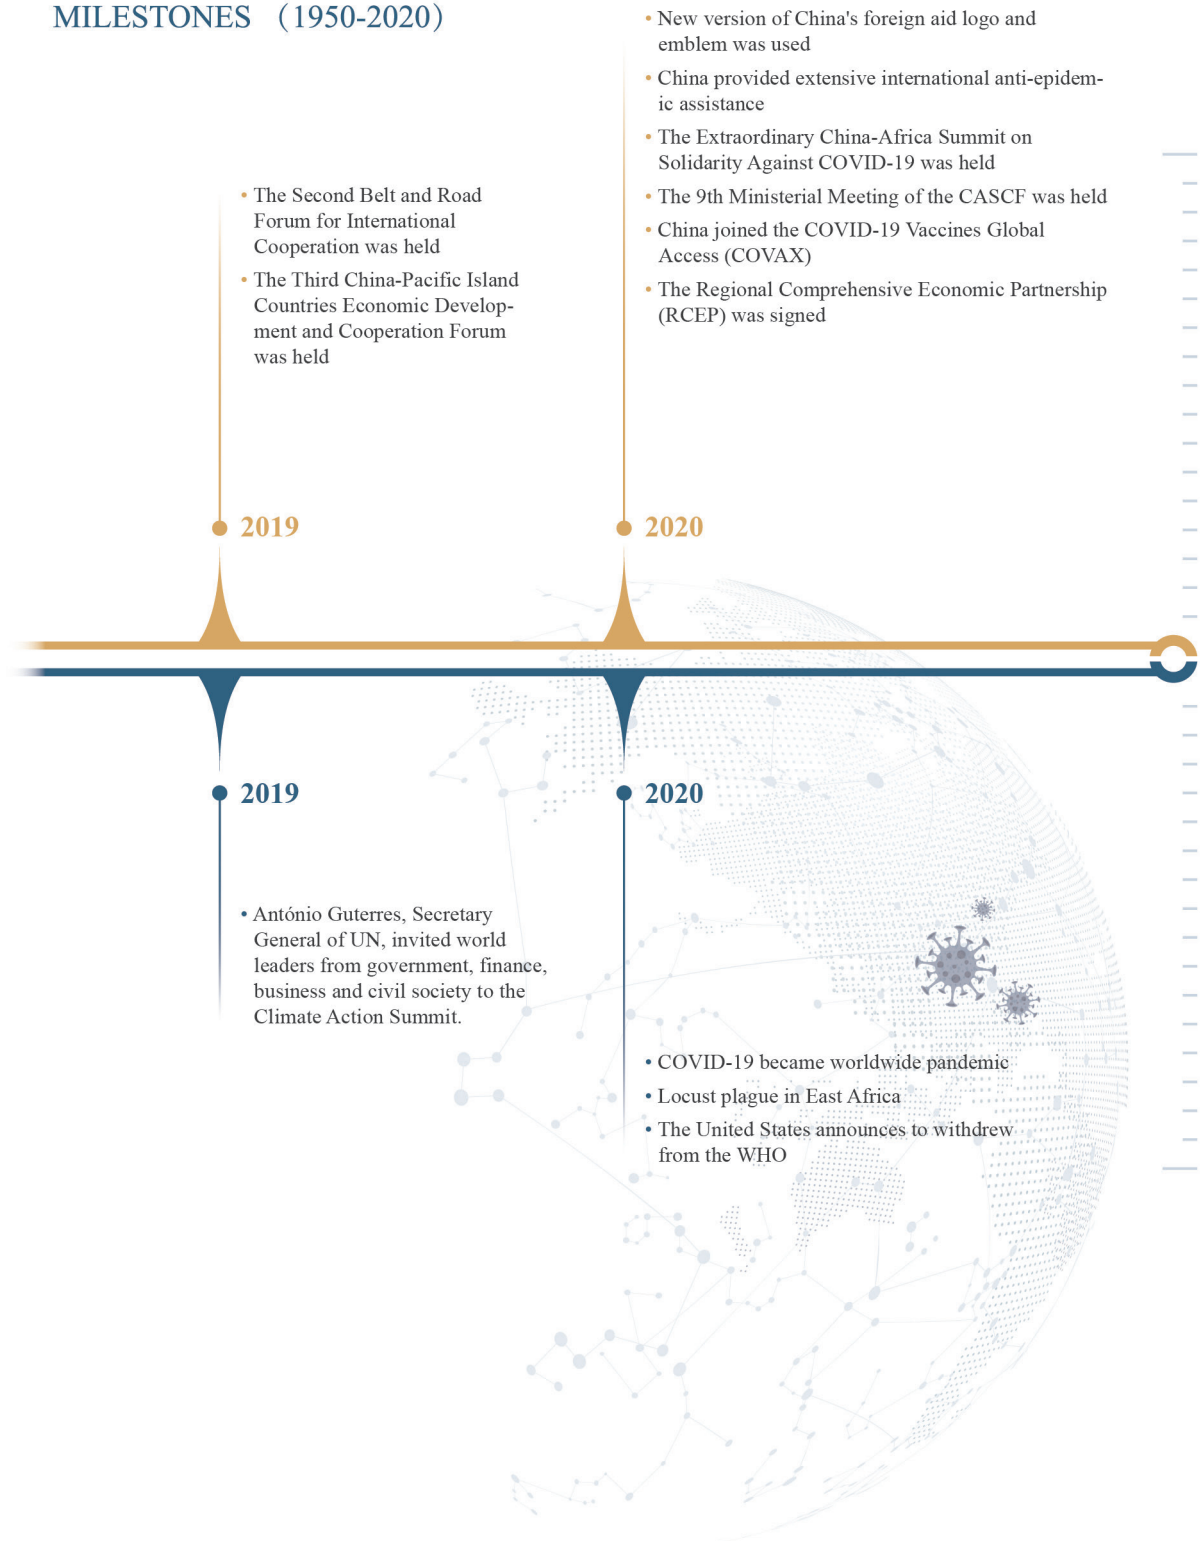 MILESTONES （1950-2020）
• The Second Belt and Road
Forum for International
Cooperation was held
• The Third China-Pacific Island
Countries Economic Develop-
ment and Cooperation Forum
was held
2019
• New version of China's foreign aid logo and
emblem was used
• China provided extensive international anti-epidem-
ic assistance
• The Extraordinary China-Africa Summit on
Solidarity Against COVID-19 was held
• The 9th Ministerial Meeting of the CASCF was held
• China joined the COVID-19 Vaccines Global
Access (COVAX)
• The Regional Comprehensive Economic Partnership
(RCEP) was signed
2020
2019
• António Guterres, Secretary
General of UN, invited world
leaders from government, finance,
business and civil society to the
Climate Action Summit.
2020
• COVID-19 became worldwide pandemic
• Locust plague in East Africa
• The United States announces to withdrew
from the WHO